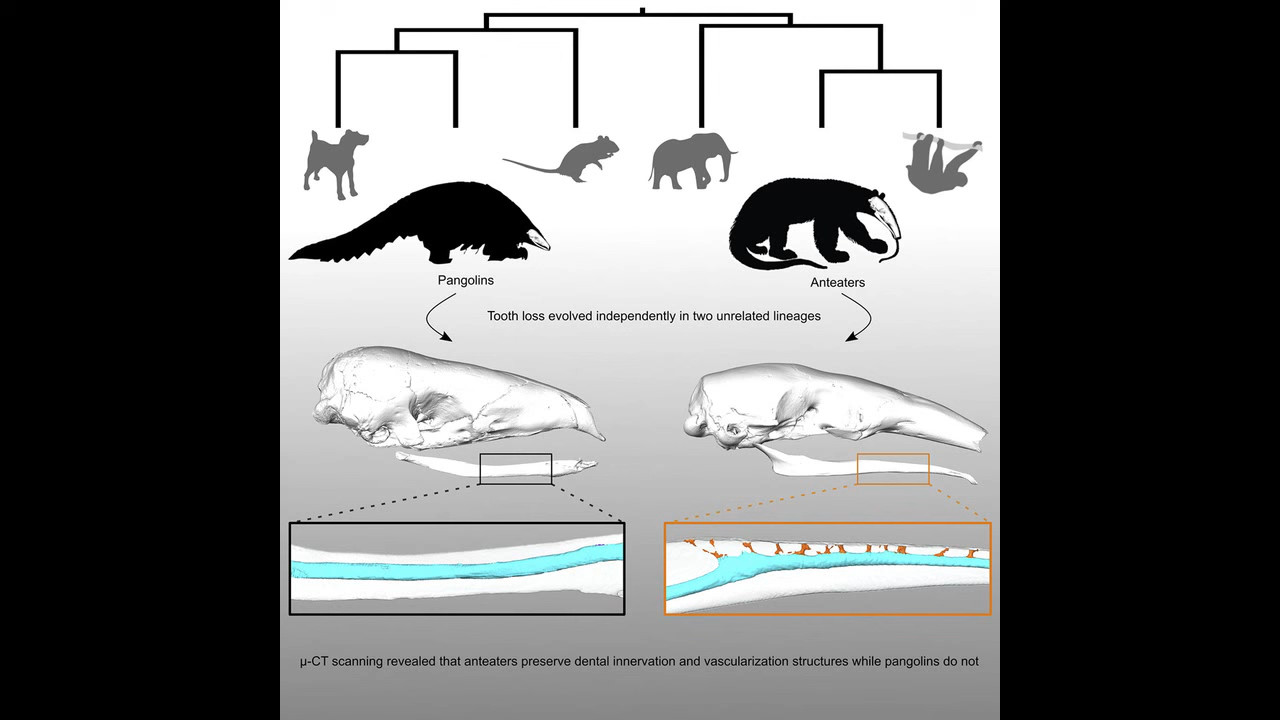 Pangolins
Anteaters
Tooth loss evolved independently in two unrelated lineages
µ-CT scanning revealed that anteaters preserve dental innervation and vascularization structures while pangolins do not